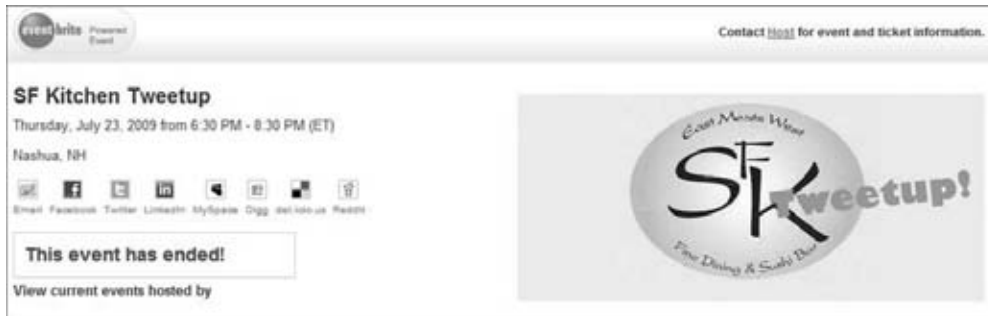 eventbrite Powered Event
Contact Host for event and ticket information.
SF Kitchen Tweetup
Thursday, July 23, 2009 from 6:30 PM - 8:30 PM (ET)
Nashua, NH
Email Facebook Twitter LinkedIn MySpace Digg del.icio.us Reddit
This event has ended!
View current events hosted by
East Meets West
SFK
Tweetup!
Fine Dining & Sushi Bar